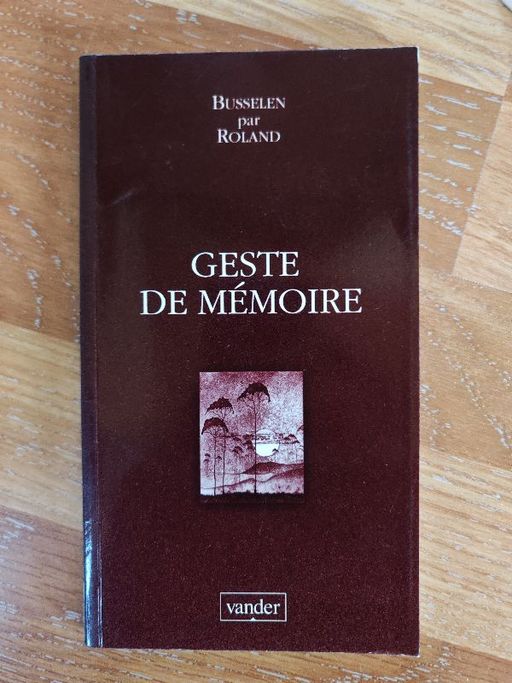 BUSSELEN
par
ROLAND
GESTE
DE MÉMOIRE
vander